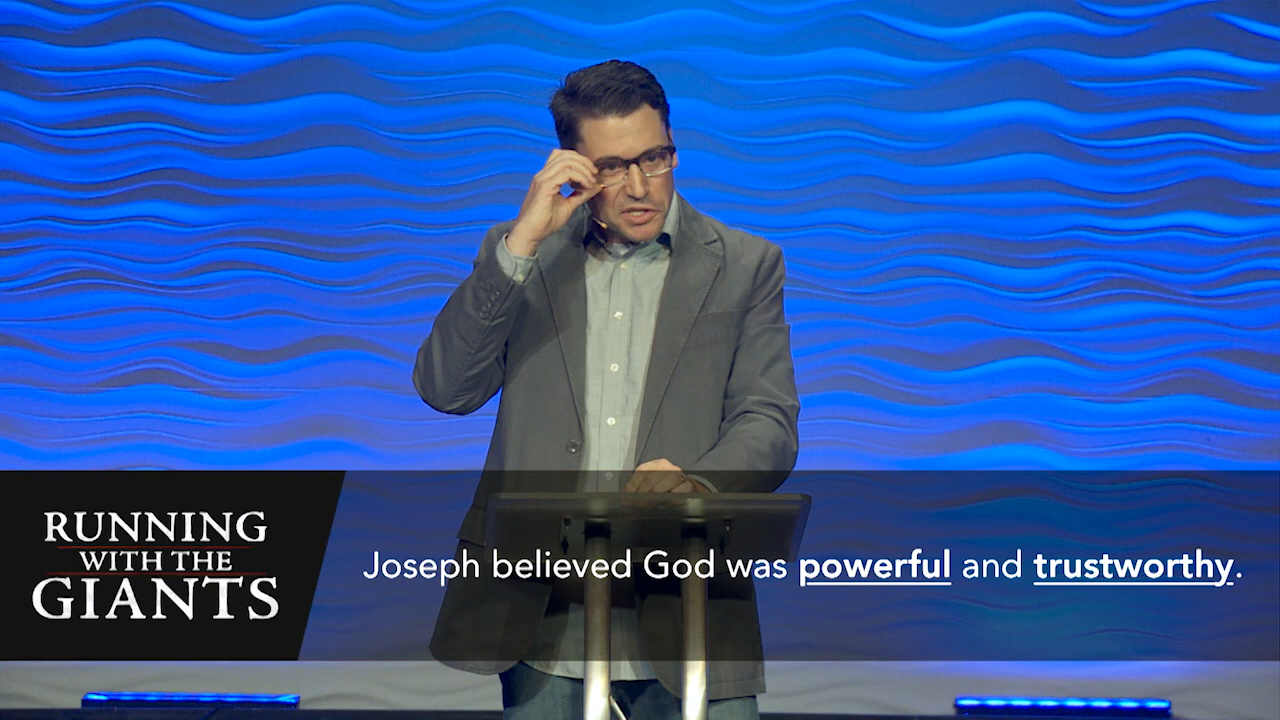 RUNNING
WITH THE
GIANTS
Joseph believed God was powerful and trustworthy.